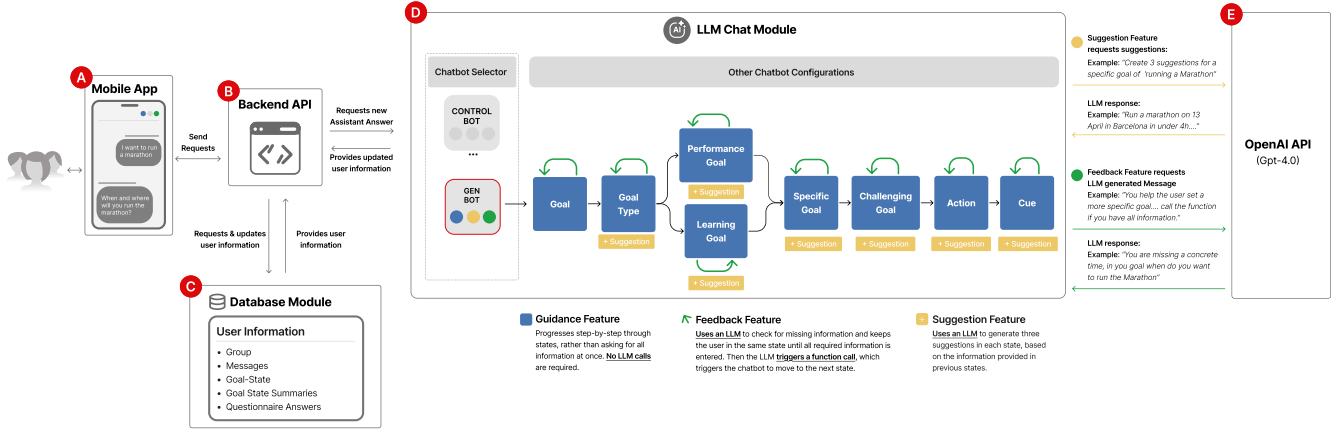 A
Mobile App
I want to run
a marathon
When and where
will you run the
marathon?
Send
Requests
B
Backend API
Requests new
Assistant Answer
Provides updated
user information
Requests & updates
user information
Provides user
information
C
Database Module
User Information
• Group
• Messages
• Goal-State
• Goal State Summaries
• Questionnaire Answers
D
AI
LLM Chat Module
Chatbot Selector
Other Chatbot Configurations
CONTROL
BOT
...
GEN
BOT
Goal
Goal
Type
+ Suggestion
Performance
Goal
+ Suggestion
Learning
Goal
+ Suggestion
Specific
Goal
+ Suggestion
Challenging
Goal
+ Suggestion
Action
+ Suggestion
Cue
+ Suggestion
Guidance Feature
Progresses step-by-step through
states, rather than asking for all
information at once. No LLM calls
are required.
Feedback Feature
Uses an LLM to check for missing information and keeps
the user in the same state until all required information is
entered. Then the LLM triggers a function call, which
triggers the chatbot to move to the next state.
+
Suggestion Feature
Uses an LLM to generate three
suggestions in each state, based
on the information provided in
previous states.
Suggestion Feature
requests suggestions:
Example: "Create 3 suggestions for a
specific goal of 'running a Marathon"
LLM response:
Example: "Run a marathon on 13
April in Barcelona in under 4h...."
Feedback Feature requests
LLM generated Message
Example: "You help the user set a
more specific goal.... call the function
if you have all information."
LLM response:
Example: "You are missing a concrete
time, in you goal when do you want
to run the Marathon"
E
OpenAI API
(Gpt-4.0)